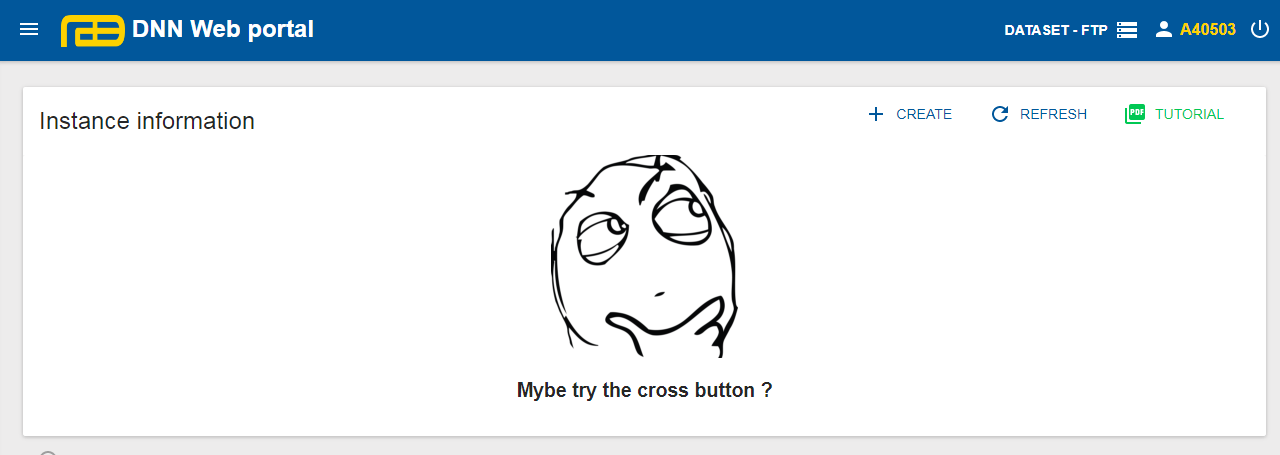 DNN Web portal
DATASET - FTP
A40503
Instance information
CREATE
REFRESH
PDF
TUTORIAL
Mybe try the cross button ?